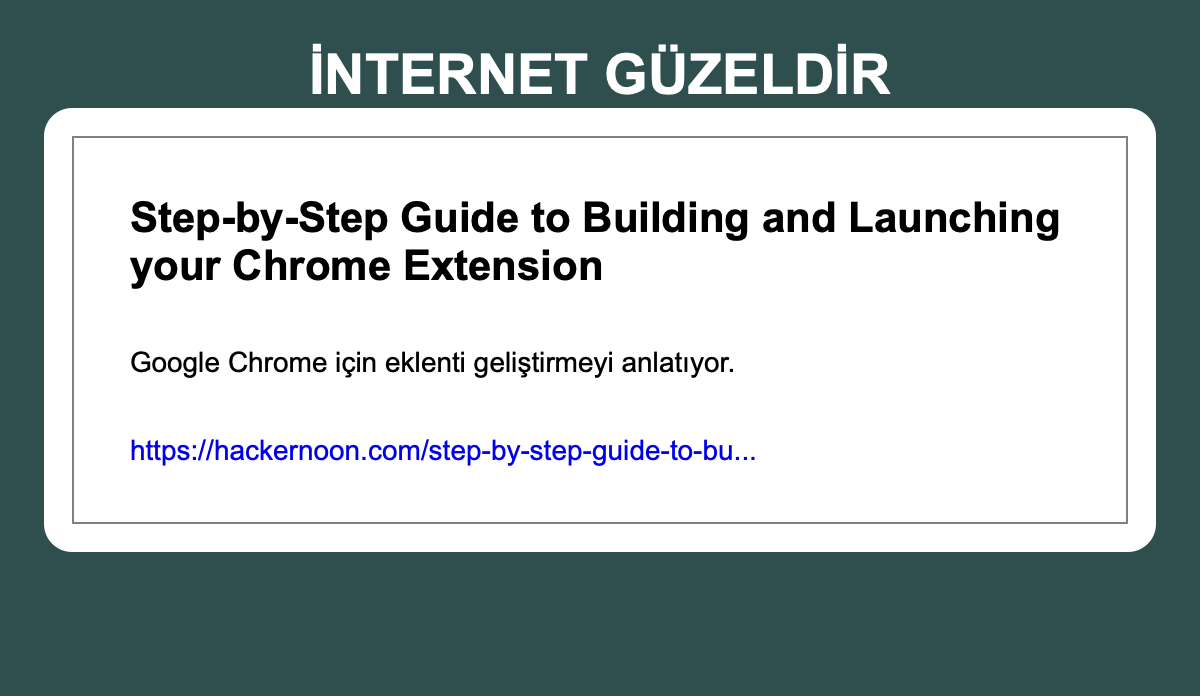 İNTERNET GÜZELDİR
Step-by-Step Guide to Building and Launching
your Chrome Extension
Google Chrome için eklenti geliştirmeyi anlatıyor.
https://hackernoon.com/step-by-step-guide-to-bu...